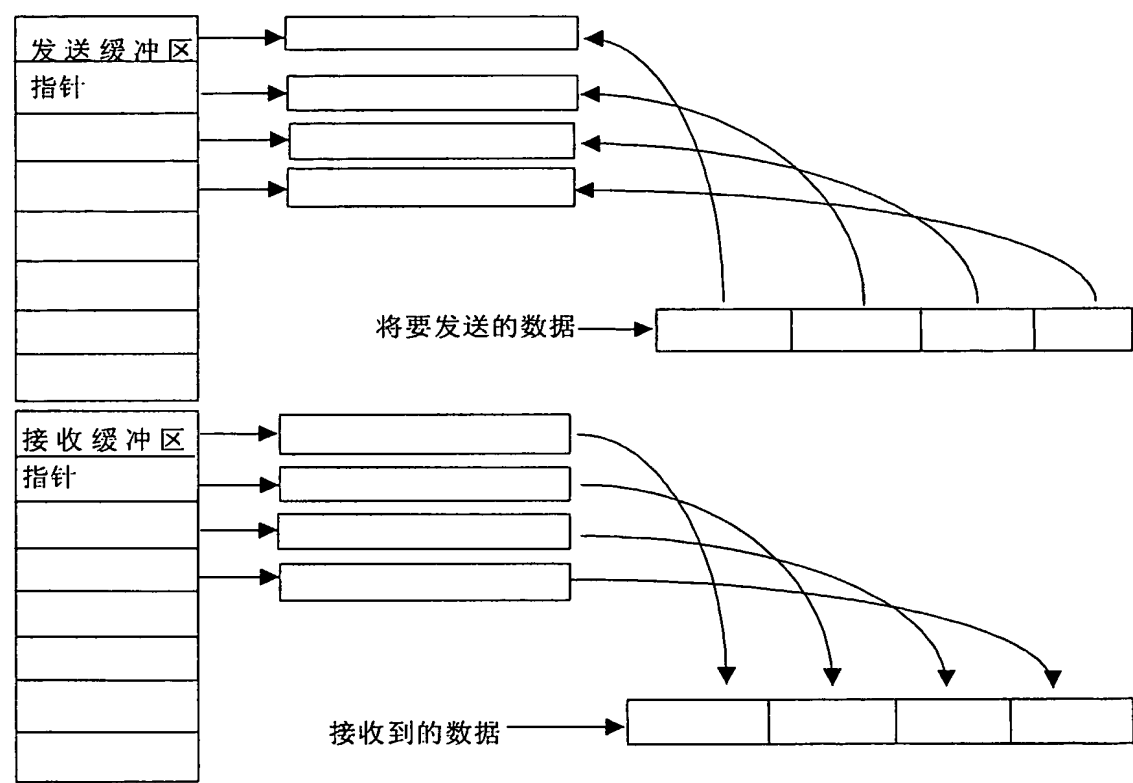 发送缓冲区
指针
将要发送的数据
接收缓冲区
指针
接收到的数据